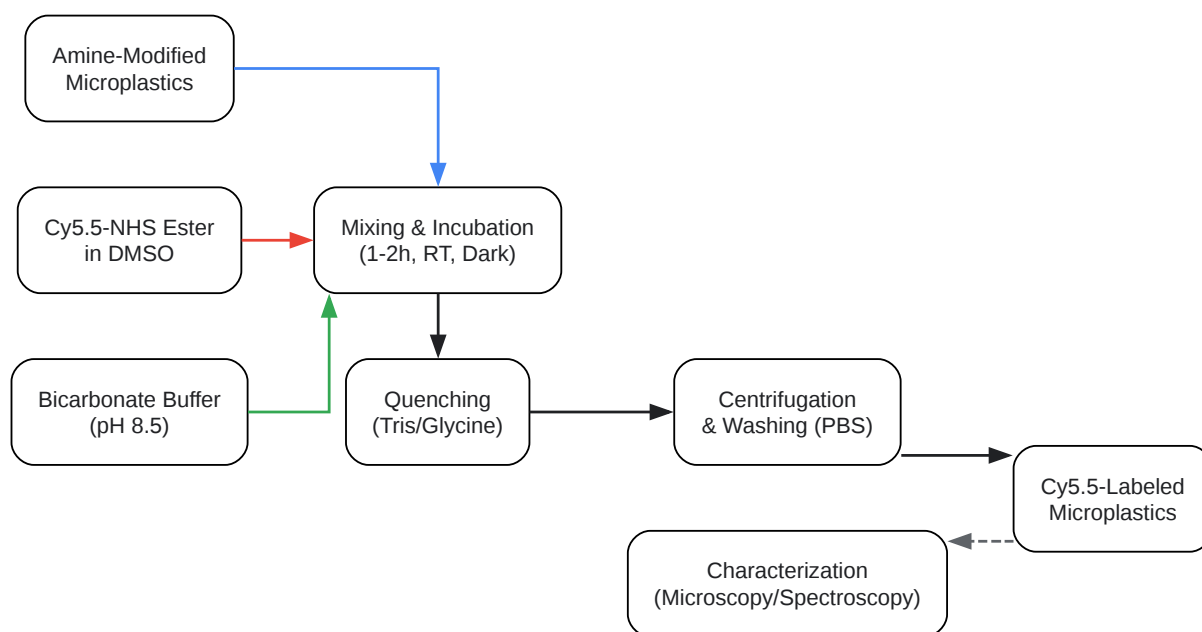 Amine-Modified
Microplastics
Cy5.5-NHS Ester
in DMSO
Mixing & Incubation
(1-2h, RT, Dark)
Bicarbonate Buffer
(pH 8.5)
Quenching
(Tris/Glycine)
Centrifugation
& Washing (PBS)
Cy5.5-Labeled
Microplastics
Characterization
(Microscopy/Spectroscopy)